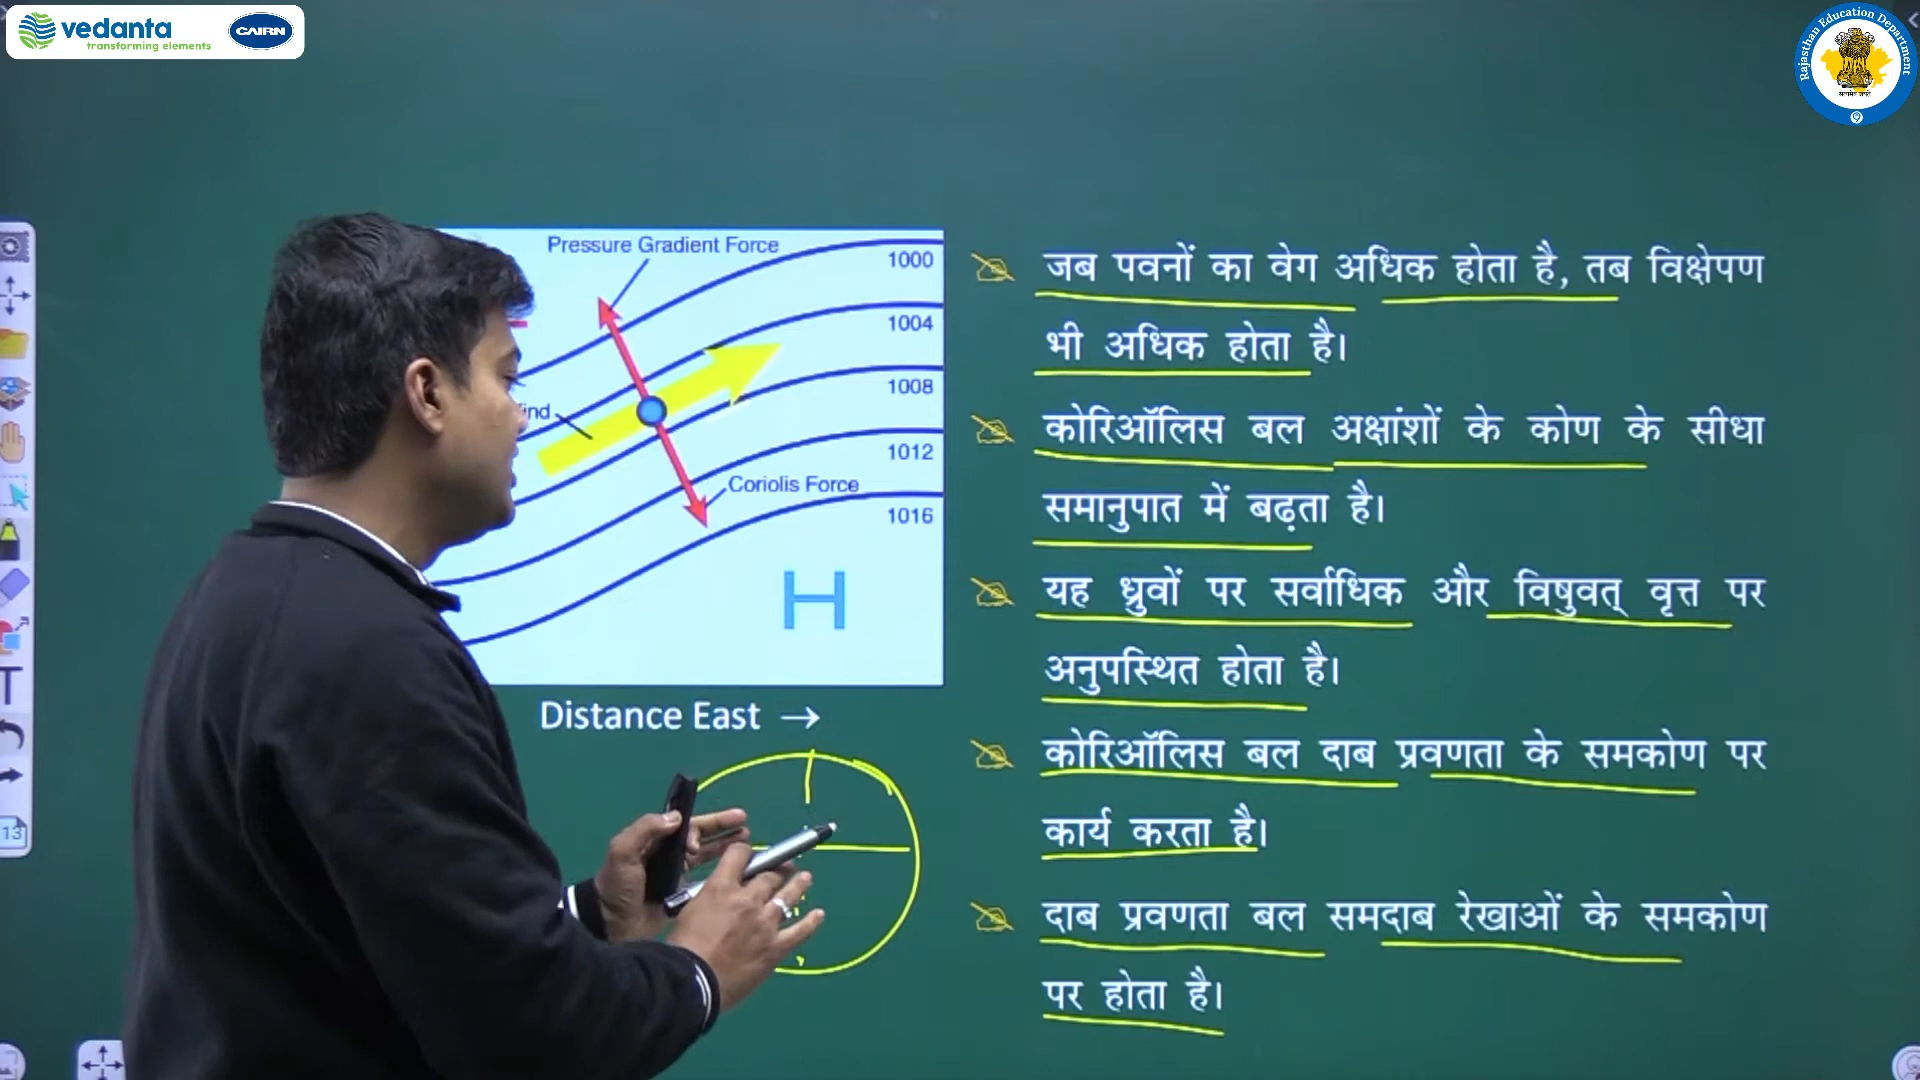 vedanta
transforming elements
CAIRN
Rajasthan Education Department
Pressure Gradient Force
1000
1004
1008
1012
Coriolis Force
1016
H
Distance East →
जब पवनों का वेग अधिक होता है, तब विक्षेपण
भी अधिक होता है।
कोरिऑलिस बल अक्षांशों के कोण के सीधा
समानुपात में बढ़ता है।
यह ध्रुवों पर सर्वाधिक और विषुवत् वृत्त पर
अनुपस्थित होता है।
कोरिऑलिस बल दाब प्रवणता के समकोण पर
कार्य करता है।
दाब प्रवणता बल समदाब रेखाओं के समकोण
पर होता है।
T
13